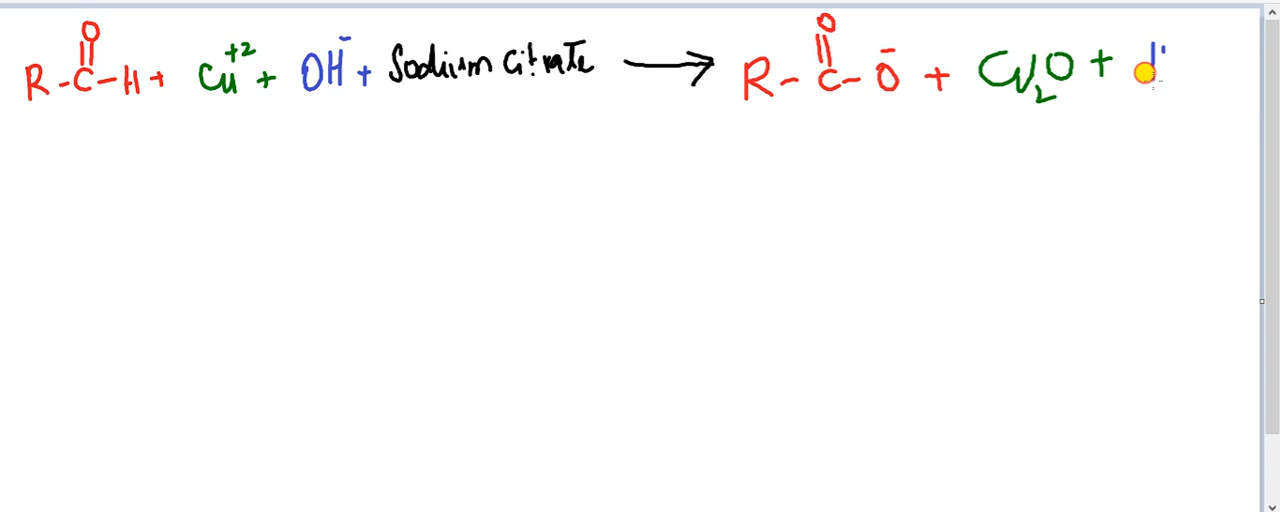 R-C(=O)-H + Cu+2 + OH- + Sodium Citrate ⟶ R-C(=O)-O- + Cu2O +